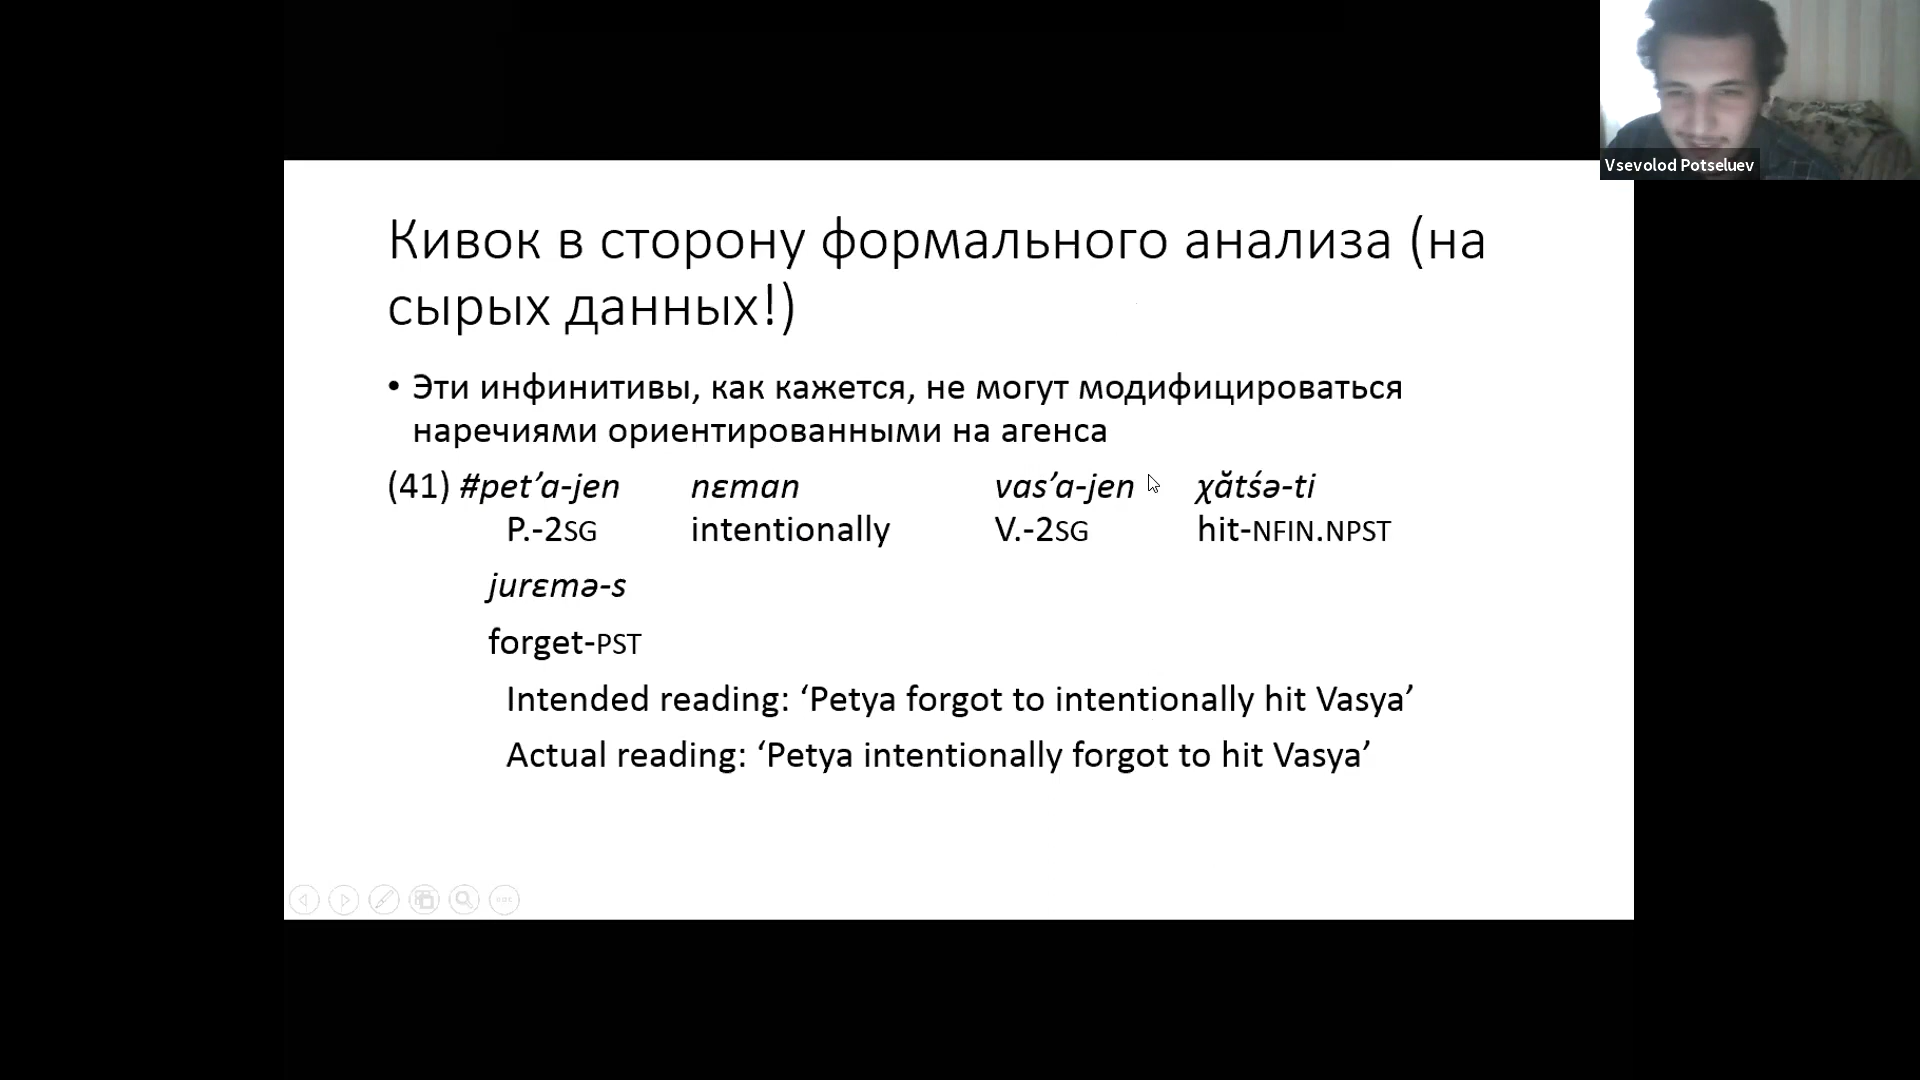 Vsevolod Potseluev
Кивок в сторону формального анализа (на
сырых данных!)
• Эти инфинитивы, как кажется, не могут модифицироваться
наречиями ориентированными на агенса
(41) #pet’a-jen nɛman vas’a-jen χătśə-ti
P.-2SG intentionally V.-2SG hit-NFIN.NPST
jurɛmə-s
forget-PST
Intended reading: ‘Petya forgot to intentionally hit Vasya’
Actual reading: ‘Petya intentionally forgot to hit Vasya’